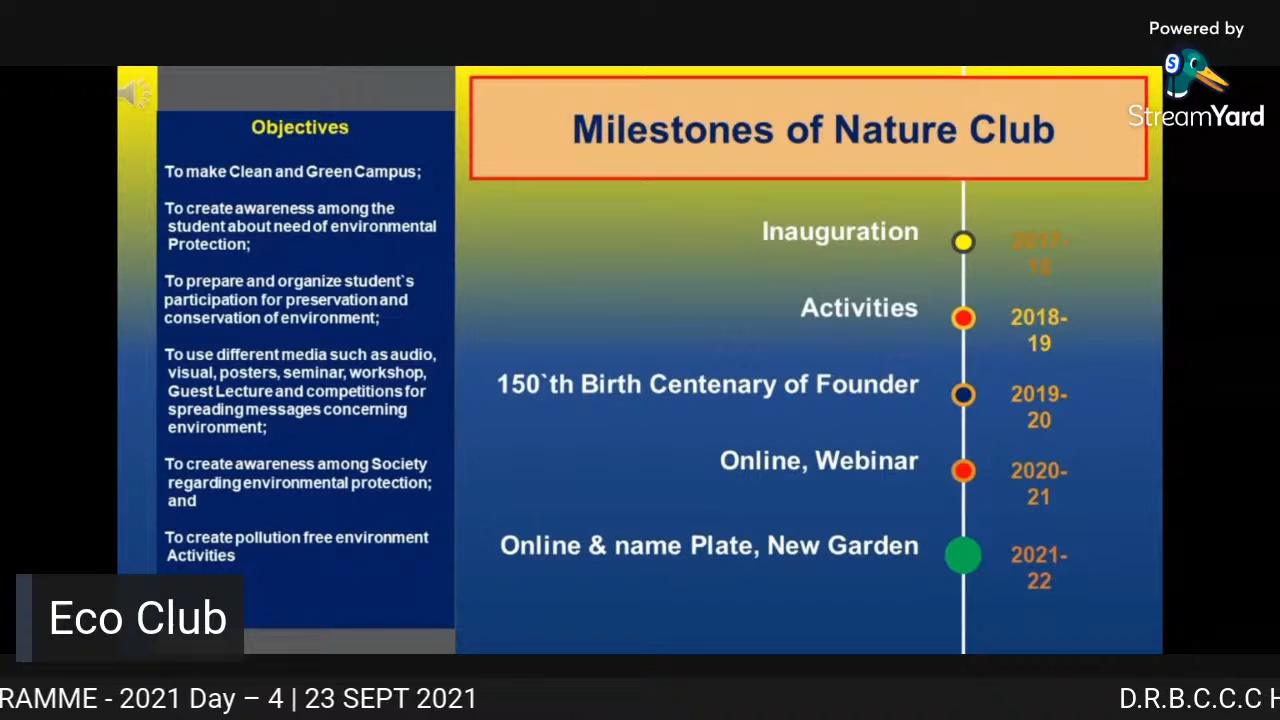 Powered by
StreamYard
Objectives
To make Clean and Green Campus;
To create awareness among the
student about need of environmental
Protection;
To prepare and organize student`s
participation for preservation and
conservation of environment;
To use different media such as audio,
visual, posters, seminar, workshop,
Guest Lecture and competitions for
spreading messages concerning
environment;
To create awareness among Society
regarding environmental protection;
and
To create pollution free environment
Activities
Milestones of Nature Club
Inauguration
2017-
18
Activities
2018-
19
150`th Birth Centenary of Founder
2019-
20
Online, Webinar
2020-
21
Online & name Plate, New Garden
2021-
22
Eco Club
RAMME - 2021 Day – 4 | 23 SEPT 2021
D.R.B.C.C.C H